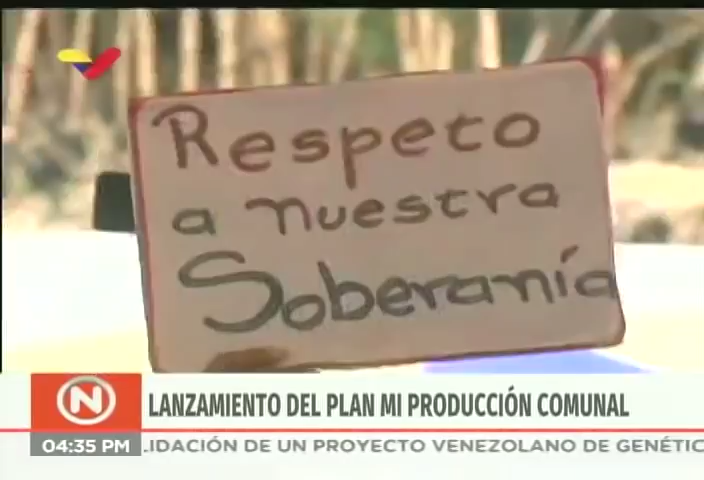 Respeto
a nuestra
Soberanía
N
LANZAMIENTO DEL PLAN MI PRODUCCIÓN COMUNAL
04:35 PM
.IDACIÓN DE UN PROYECTO VENEZOLANO DE GENÉTIC